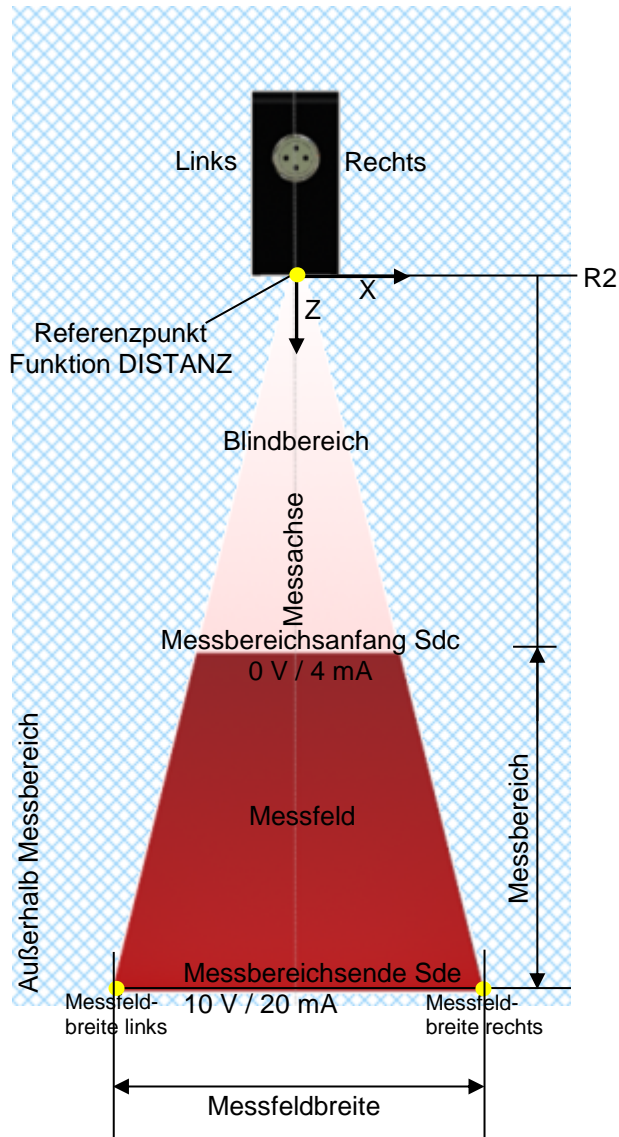 Links
Rechts
R2
X
Z
Referenzpunkt
Funktion DISTANZ
Blindbereich
Messachse
Messbereichsanfang Sdc
0 V / 4 mA
Außerhalb Messbereich
Messfeld
Messbereich
Messbereichsende Sde
10 V / 20 mA
Messfeld-
breite links
Messfeld-
breite rechts
Messfeldbreite